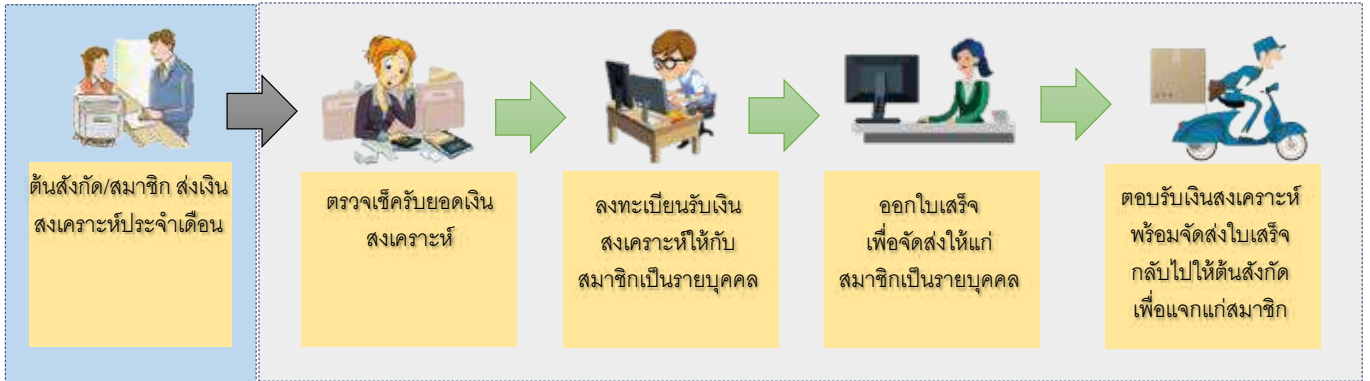 ต้นสังกัด/สมาชิก ส่งเงิน
สงเคราะห์ประจำเดือน
ตรวจเช็ครับยอดเงิน
สงเคราะห์
ลงทะเบียนรับเงิน
สงเคราะห์ให้กับ
สมาชิกเป็นรายบุคคล
ออกใบเสร็จ
เพื่อจัดส่งให้แก่
สมาชิกเป็นรายบุคคล
ตอบรับเงินสงเคราะห์
พร้อมจัดส่งใบเสร็จ
กลับไปให้ต้นสังกัด
เพื่อแจกแก่สมาชิก